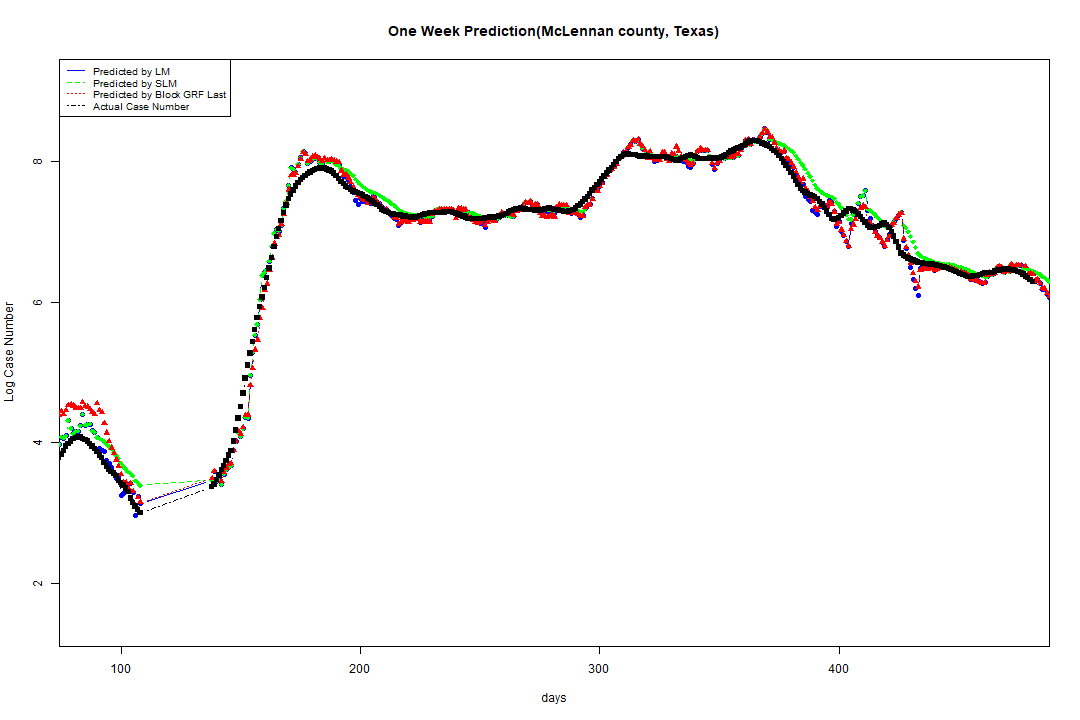 One Week Prediction(McLennan county, Texas)
Predicted by LM
Predicted by SLM
Predicted by Block GRF Last
Actual Case Number
8
6
4
2
Log Case Number
100 200 300 400
days